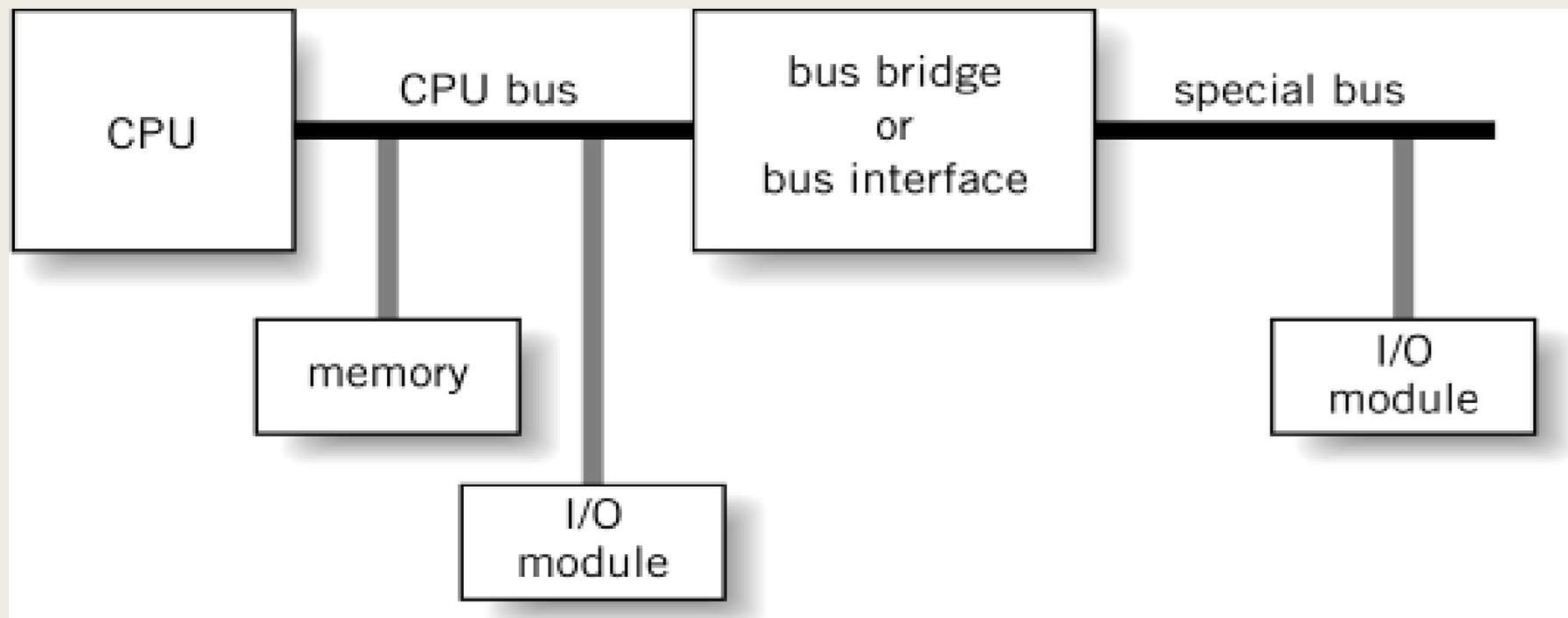 CPU
CPU bus
bus bridge
or
bus interface
special bus
memory
I/O
module
I/O
module